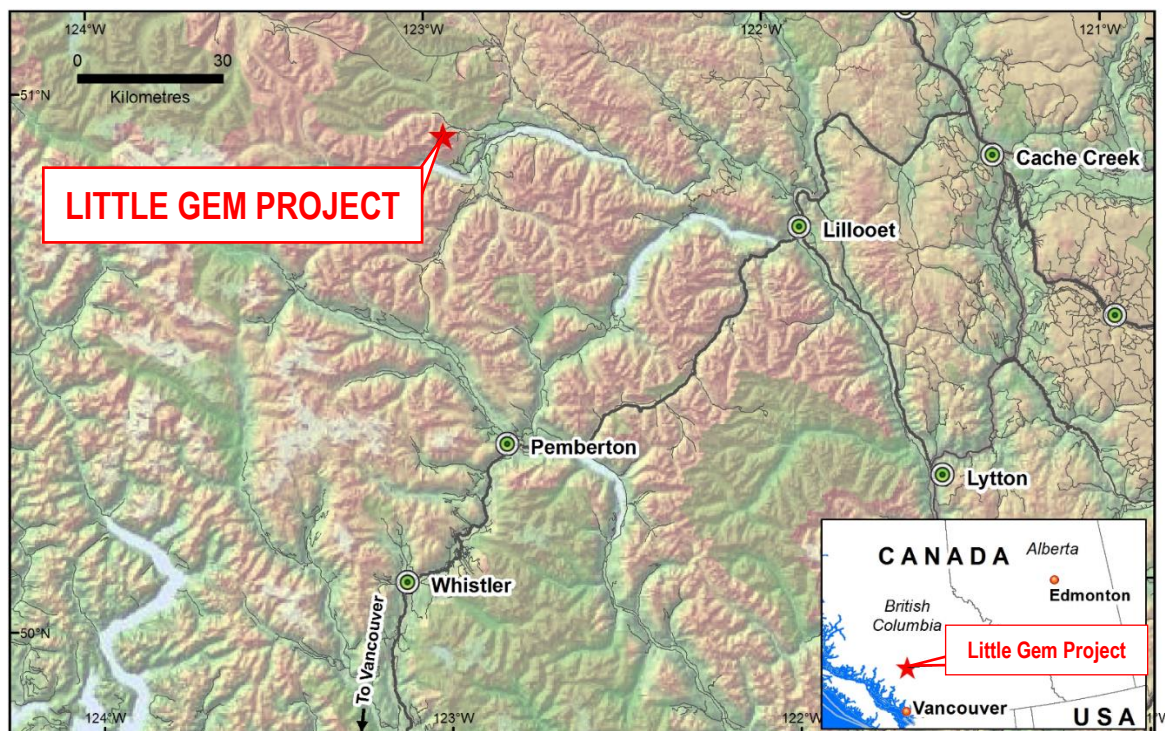 124°W
123°W
122°W
121°W
0 30
Kilometres
51°N
LITTLE GEM PROJECT
Cache Creek
Lillooet
Pemberton
Lytton
Whistler
50°N
To Vancouver
CANADA
Alberta
Edmonton
British
Columbia
Little Gem Project
Vancouver
USA
124°W
123°W
122°W